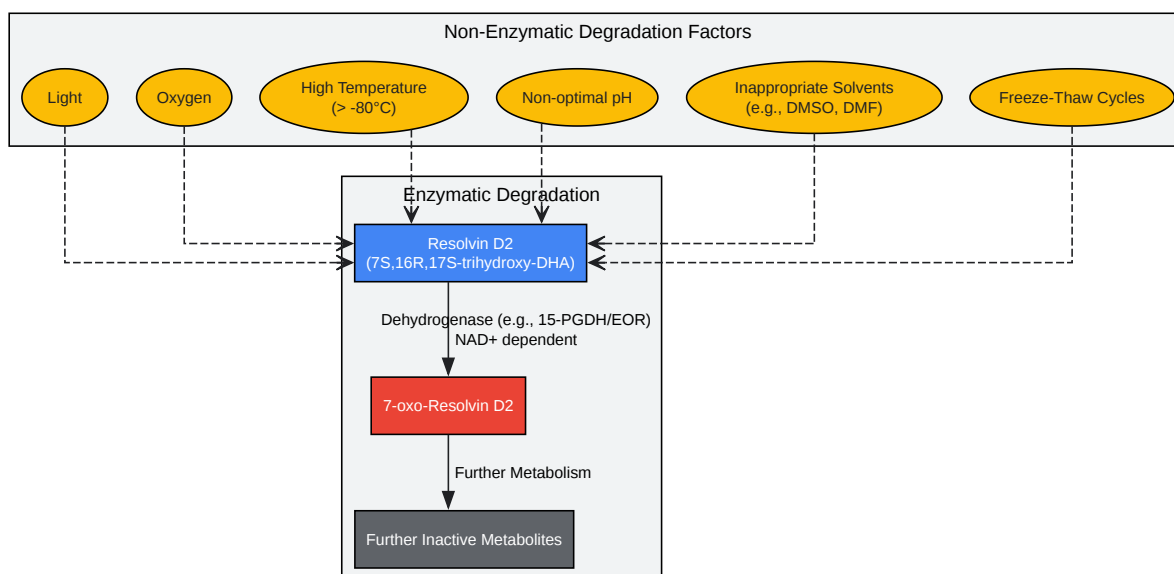 Non-Enzymatic Degradation Factors
Light
Oxygen
High Temperature
(> -80°C)
Non-optimal pH
Inappropriate Solvents
(e.g., DMSO, DMF)
Freeze-Thaw Cycles
Enzymatic Degradation
Resolvin D2
(7S,16R,17S-trihydroxy-DHA)
Dehydrogenase (e.g., 15-PGDH/EOR)
NAD+ dependent
7-oxo-Resolvin D2
Further Metabolism
Further Inactive Metabolites